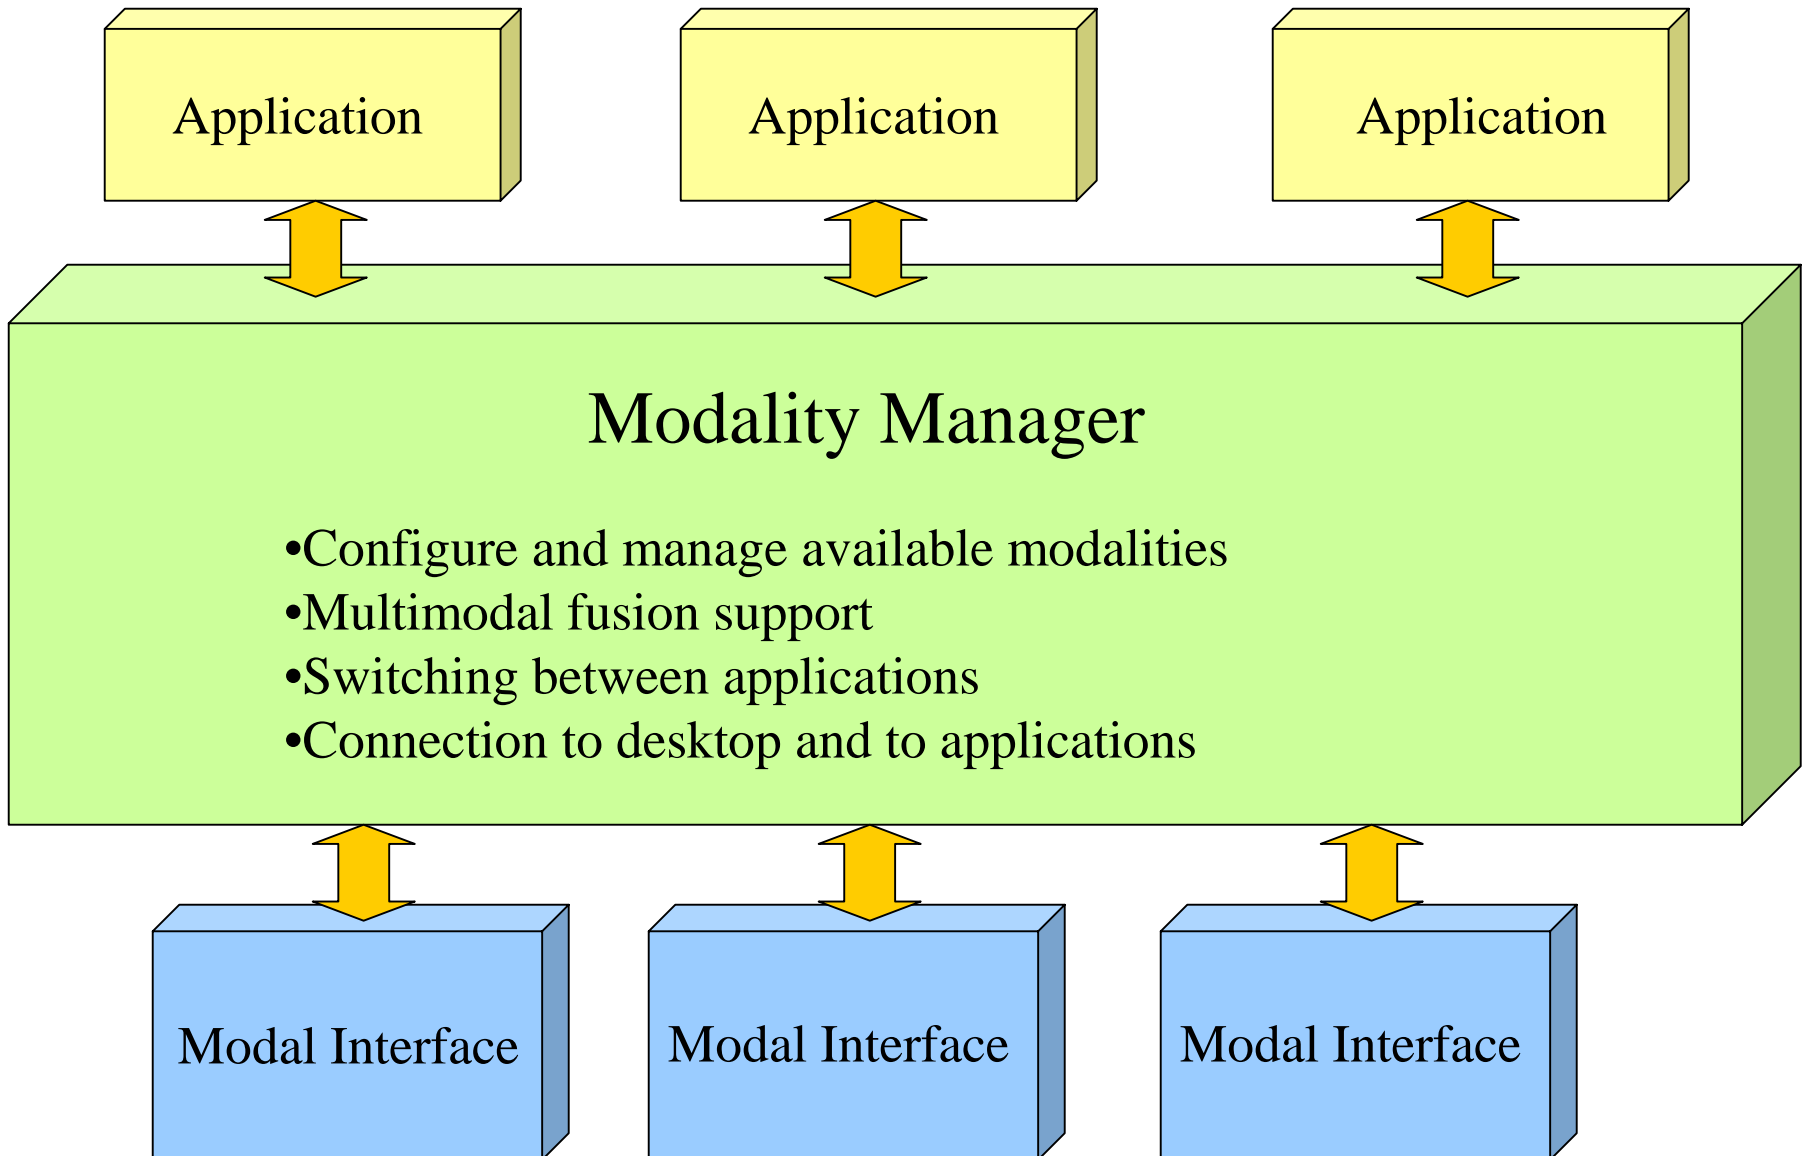 Application Application Application
Modality Manager
•Configure and manage available modalities
•Multimodal fusion support
•Switching between applications
•Connection to desktop and to applications
Modal Interface Modal Interface Modal Interface